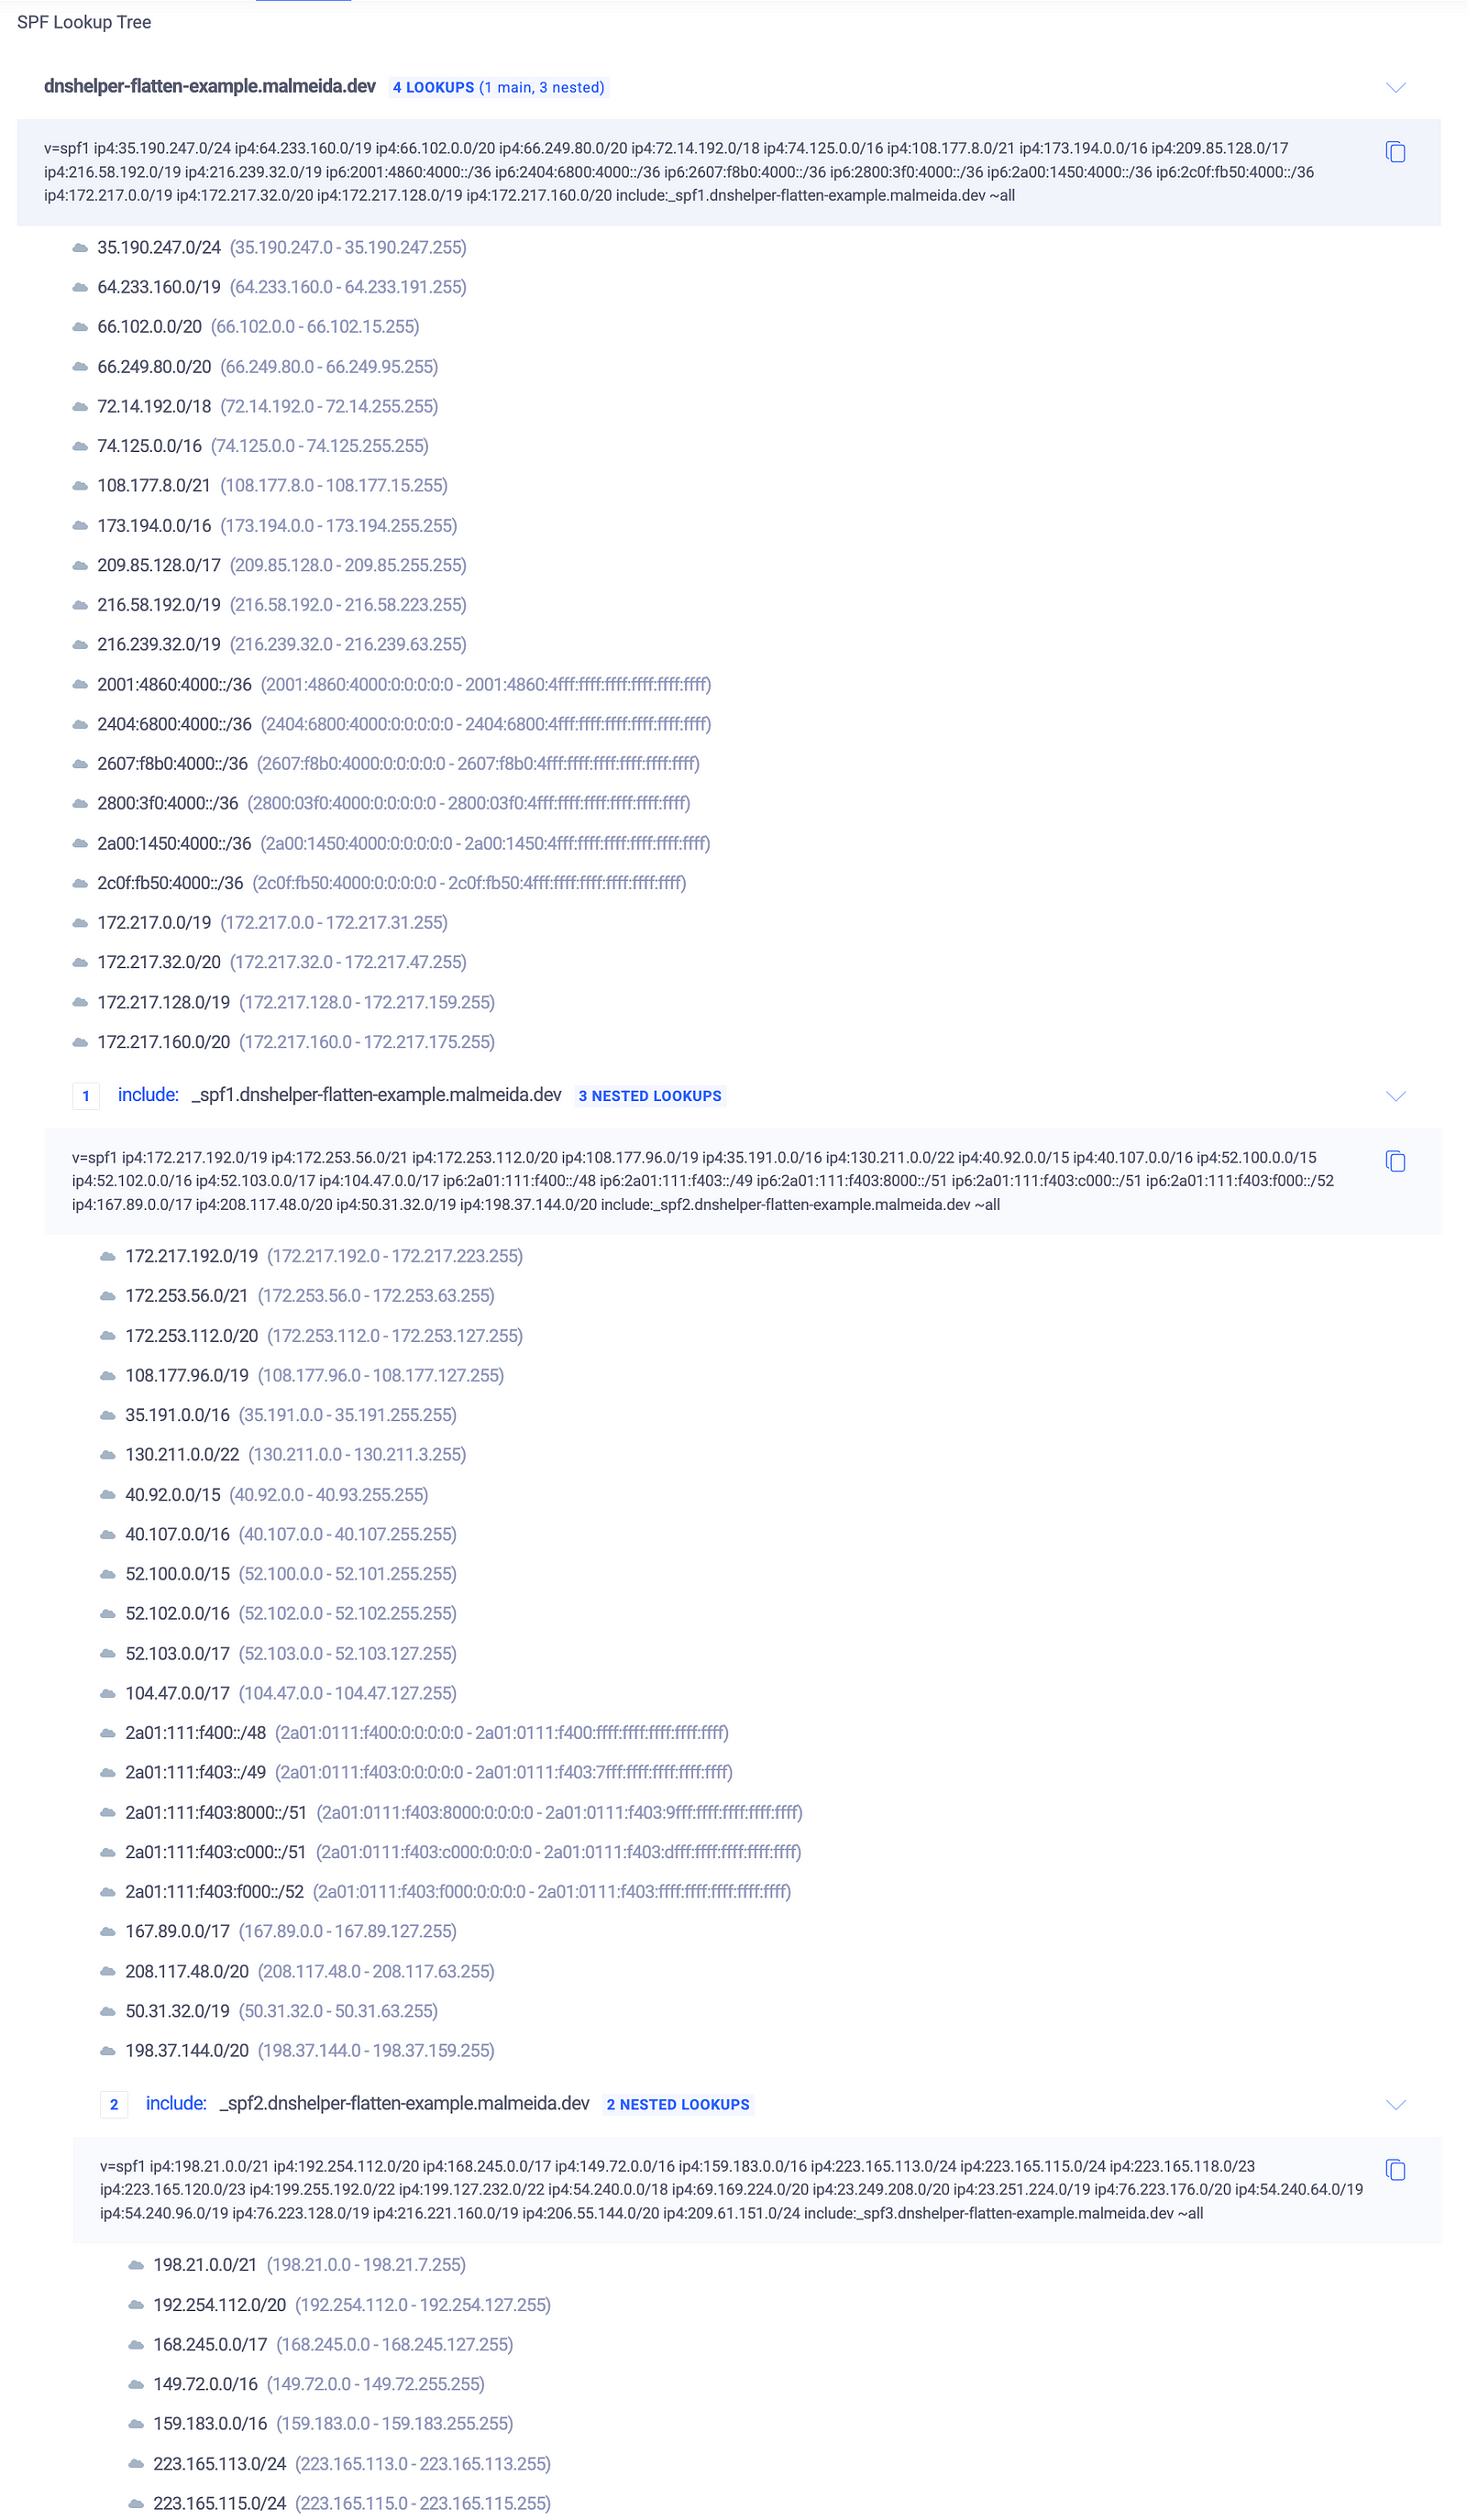 SPF Lookup Tree
dnshelper-flatten-example.malmeida.dev 4 LOOKUPS (1 main, 3 nested)
v=spf1 ip4:35.190.247.0/24 ip4:64.233.160.0/19 ip4:66.102.0.0/20 ip4:66.249.80.0/20 ip4:72.14.192.0/18 ip4:74.125.0.0/16 ip4:108.177.8.0/21 ip4:173.194.0.0/16 ip4:209.85.128.0/17
ip4:216.58.192.0/19 ip4:216.239.32.0/19 ip6:2001:4860:4000::/36 ip6:2404:6800:4000::/36 ip6:2607:f8b0:4000::/36 ip6:2800:3f0:4000::/36 ip6:2a00:1450:4000::/36 ip6:2c0f:fb50:4000::/36
ip4:172.217.0.0/19 ip4:172.217.32.0/20 ip4:172.217.128.0/19 ip4:172.217.160.0/20 include:_spf1.dnshelper-flatten-example.malmeida.dev ~all
35.190.247.0/24 (35.190.247.0 - 35.190.247.255)
64.233.160.0/19 (64.233.160.0 - 64.233.191.255)
66.102.0.0/20 (66.102.0.0 - 66.102.15.255)
66.249.80.0/20 (66.249.80.0 - 66.249.95.255)
72.14.192.0/18 (72.14.192.0 - 72.14.255.255)
74.125.0.0/16 (74.125.0.0 - 74.125.255.255)
108.177.8.0/21 (108.177.8.0 - 108.177.15.255)
173.194.0.0/16 (173.194.0.0 - 173.194.255.255)
209.85.128.0/17 (209.85.128.0 - 209.85.255.255)
216.58.192.0/19 (216.58.192.0 - 216.58.223.255)
216.239.32.0/19 (216.239.32.0 - 216.239.63.255)
2001:4860:4000::/36 (2001:4860:4000:0:0:0:0:0 - 2001:4860:4fff:ffff:ffff:ffff:ffff:ffff)
2404:6800:4000::/36 (2404:6800:4000:0:0:0:0:0 - 2404:6800:4fff:ffff:ffff:ffff:ffff:ffff)
2607:f8b0:4000::/36 (2607:f8b0:4000:0:0:0:0:0 - 2607:f8b0:4fff:ffff:ffff:ffff:ffff:ffff)
2800:3f0:4000::/36 (2800:03f0:4000:0:0:0:0:0 - 2800:03f0:4fff:ffff:ffff:ffff:ffff:ffff)
2a00:1450:4000::/36 (2a00:1450:4000:0:0:0:0:0 - 2a00:1450:4fff:ffff:ffff:ffff:ffff:ffff)
2c0f:fb50:4000::/36 (2c0f:fb50:4000:0:0:0:0:0 - 2c0f:fb50:4fff:ffff:ffff:ffff:ffff:ffff)
172.217.0.0/19 (172.217.0.0 - 172.217.31.255)
172.217.32.0/20 (172.217.32.0 - 172.217.47.255)
172.217.128.0/19 (172.217.128.0 - 172.217.159.255)
172.217.160.0/20 (172.217.160.0 - 172.217.175.255)
1 include: _spf1.dnshelper-flatten-example.malmeida.dev 3 NESTED LOOKUPS
v=spf1 ip4:172.217.192.0/19 ip4:172.253.56.0/21 ip4:172.253.112.0/20 ip4:108.177.96.0/19 ip4:35.191.0.0/16 ip4:130.211.0.0/22 ip4:40.92.0.0/15 ip4:40.107.0.0/16 ip4:52.100.0.0/15
ip4:52.102.0.0/16 ip4:52.103.0.0/17 ip4:104.47.0.0/17 ip6:2a01:111:f400::/48 ip6:2a01:111:f403::/49 ip6:2a01:111:f403:8000::/51 ip6:2a01:111:f403:c000::/51 ip6:2a01:111:f403:f000::/52
ip4:167.89.0.0/17 ip4:208.117.48.0/20 ip4:50.31.32.0/19 ip4:198.37.144.0/20 include:_spf2.dnshelper-flatten-example.malmeida.dev ~all
172.217.192.0/19 (172.217.192.0 - 172.217.223.255)
172.253.56.0/21 (172.253.56.0 - 172.253.63.255)
172.253.112.0/20 (172.253.112.0 - 172.253.127.255)
108.177.96.0/19 (108.177.96.0 - 108.177.127.255)
35.191.0.0/16 (35.191.0.0 - 35.191.255.255)
130.211.0.0/22 (130.211.0.0 - 130.211.3.255)
40.92.0.0/15 (40.92.0.0 - 40.93.255.255)
40.107.0.0/16 (40.107.0.0 - 40.107.255.255)
52.100.0.0/15 (52.100.0.0 - 52.101.255.255)
52.102.0.0/16 (52.102.0.0 - 52.102.255.255)
52.103.0.0/17 (52.103.0.0 - 52.103.127.255)
104.47.0.0/17 (104.47.0.0 - 104.47.127.255)
2a01:111:f400::/48 (2a01:0111:f400:0:0:0:0:0 - 2a01:0111:f400:ffff:ffff:ffff:ffff:ffff)
2a01:111:f403::/49 (2a01:0111:f403:0:0:0:0:0 - 2a01:0111:f403:7fff:ffff:ffff:ffff:ffff)
2a01:111:f403:8000::/51 (2a01:0111:f403:8000:0:0:0:0 - 2a01:0111:f403:9fff:ffff:ffff:ffff:ffff)
2a01:111:f403:c000::/51 (2a01:0111:f403:c000:0:0:0:0 - 2a01:0111:f403:dfff:ffff:ffff:ffff:ffff)
2a01:111:f403:f000::/52 (2a01:0111:f403:f000:0:0:0:0 - 2a01:0111:f403:ffff:ffff:ffff:ffff:ffff)
167.89.0.0/17 (167.89.0.0 - 167.89.127.255)
208.117.48.0/20 (208.117.48.0 - 208.117.63.255)
50.31.32.0/19 (50.31.32.0 - 50.31.63.255)
198.37.144.0/20 (198.37.144.0 - 198.37.159.255)
2 include: _spf2.dnshelper-flatten-example.malmeida.dev 2 NESTED LOOKUPS
v=spf1 ip4:198.21.0.0/21 ip4:192.254.112.0/20 ip4:168.245.0.0/17 ip4:149.72.0.0/16 ip4:159.183.0.0/16 ip4:223.165.113.0/24 ip4:223.165.115.0/24 ip4:223.165.118.0/23
ip4:223.165.120.0/23 ip4:199.255.192.0/22 ip4:199.127.232.0/22 ip4:54.240.0.0/18 ip4:69.169.224.0/20 ip4:23.249.208.0/20 ip4:23.251.224.0/19 ip4:76.223.176.0/20 ip4:54.240.64.0/19
ip4:54.240.96.0/19 ip4:76.223.128.0/19 ip4:216.221.160.0/19 ip4:206.55.144.0/20 ip4:209.61.151.0/24 include:_spf3.dnshelper-flatten-example.malmeida.dev ~all
198.21.0.0/21 (198.21.0.0 - 198.21.7.255)
192.254.112.0/20 (192.254.112.0 - 192.254.127.255)
168.245.0.0/17 (168.245.0.0 - 168.245.127.255)
149.72.0.0/16 (149.72.0.0 - 149.72.255.255)
159.183.0.0/16 (159.183.0.0 - 159.183.255.255)
223.165.113.0/24 (223.165.113.0 - 223.165.113.255)
223.165.115.0/24 (223.165.115.0 - 223.165.115.255)